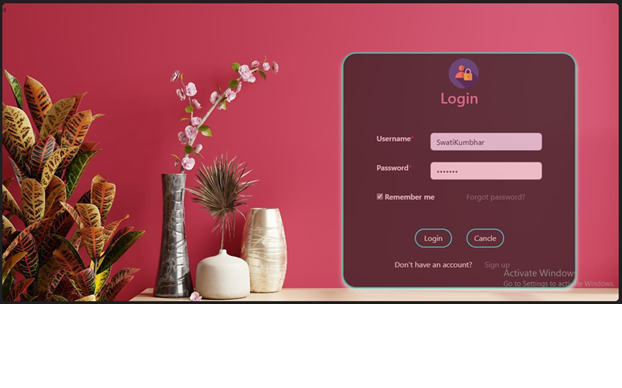 Login
Username*
SwatiKumbhar
Password*
•••••••
Remember me Forgot password?
Login Cancle
Don't have an account? Sign up
Activate Windows
Go to Settings to activate Windows.